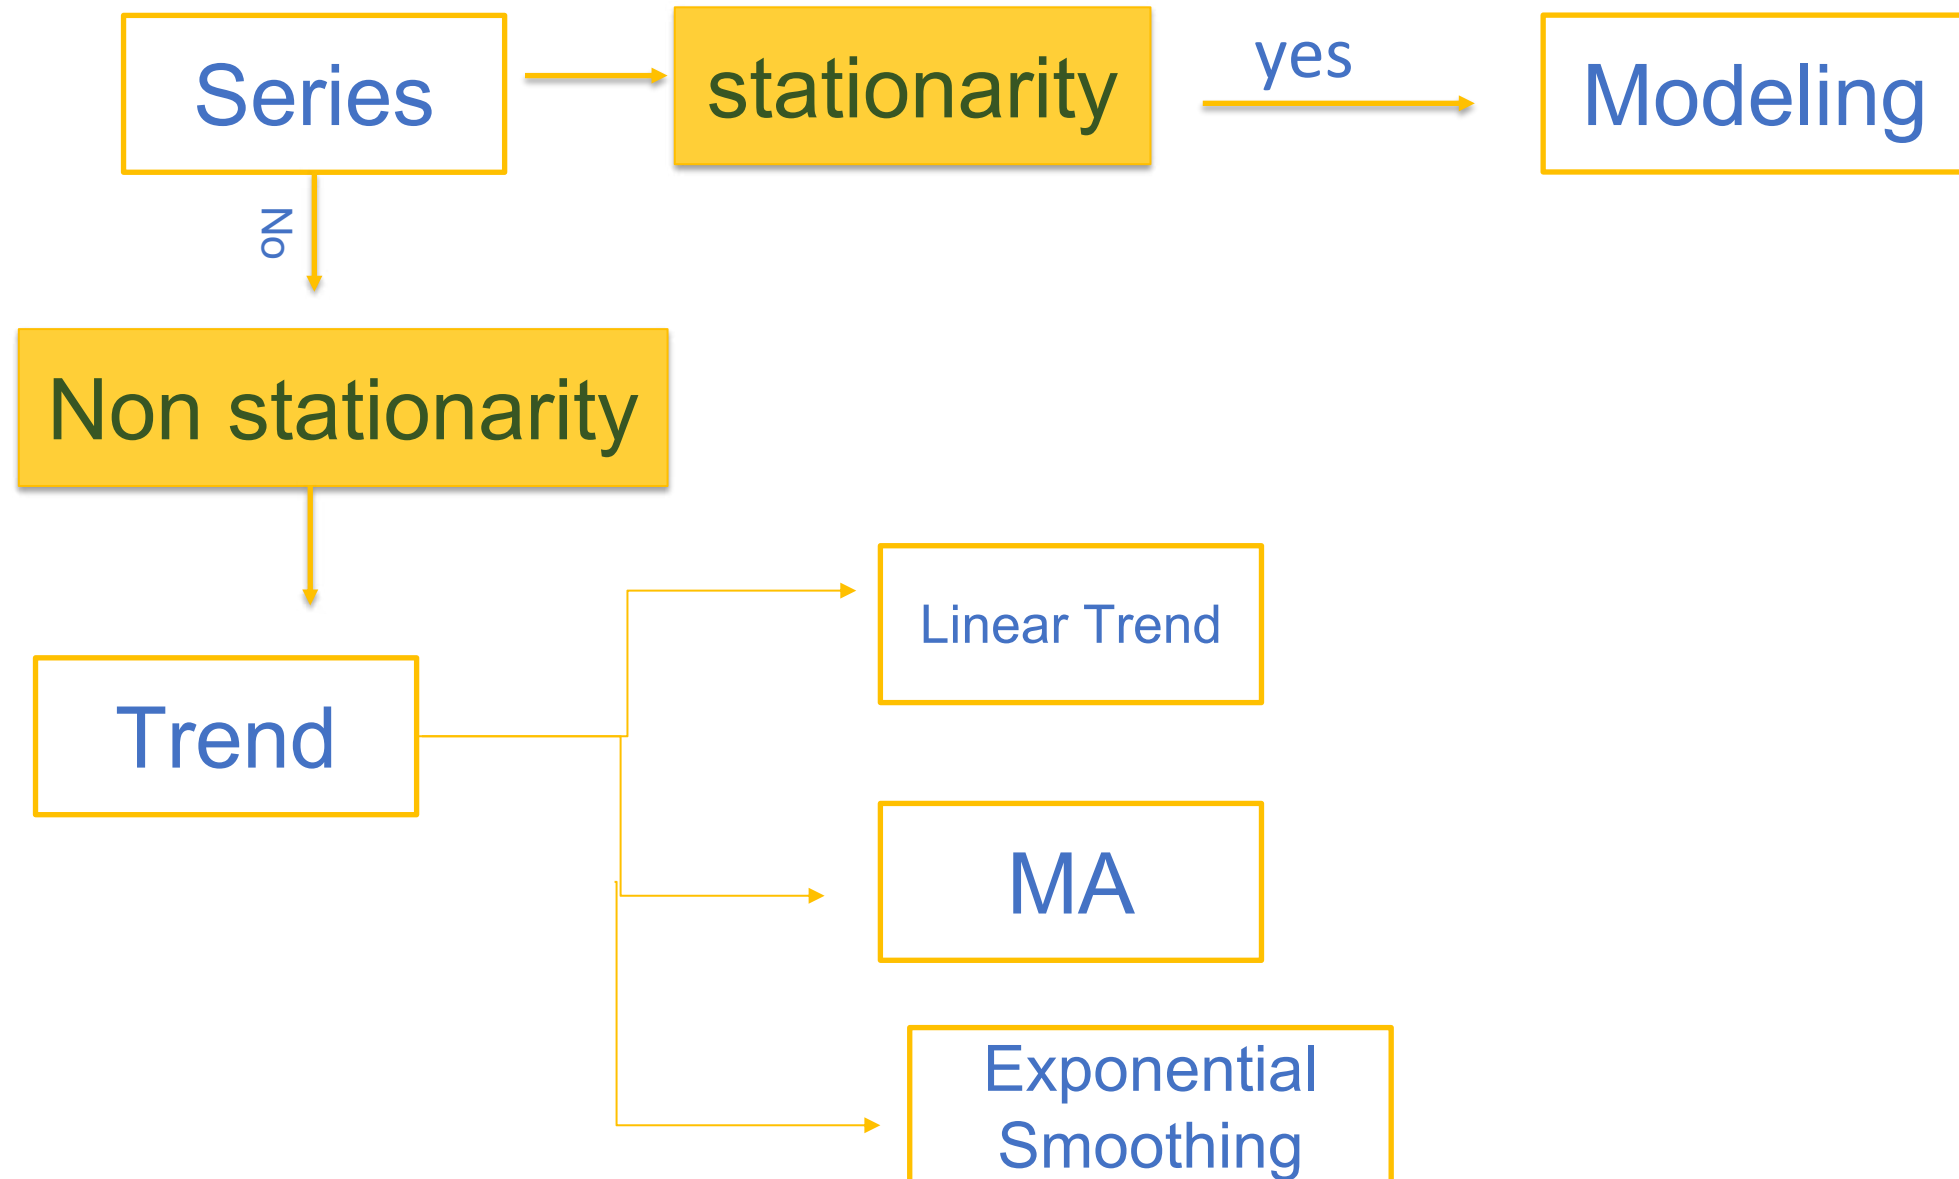 Series
stationarity
yes
Modeling
No
Non stationarity
Linear Trend
Trend
MA
Exponential
Smoothing